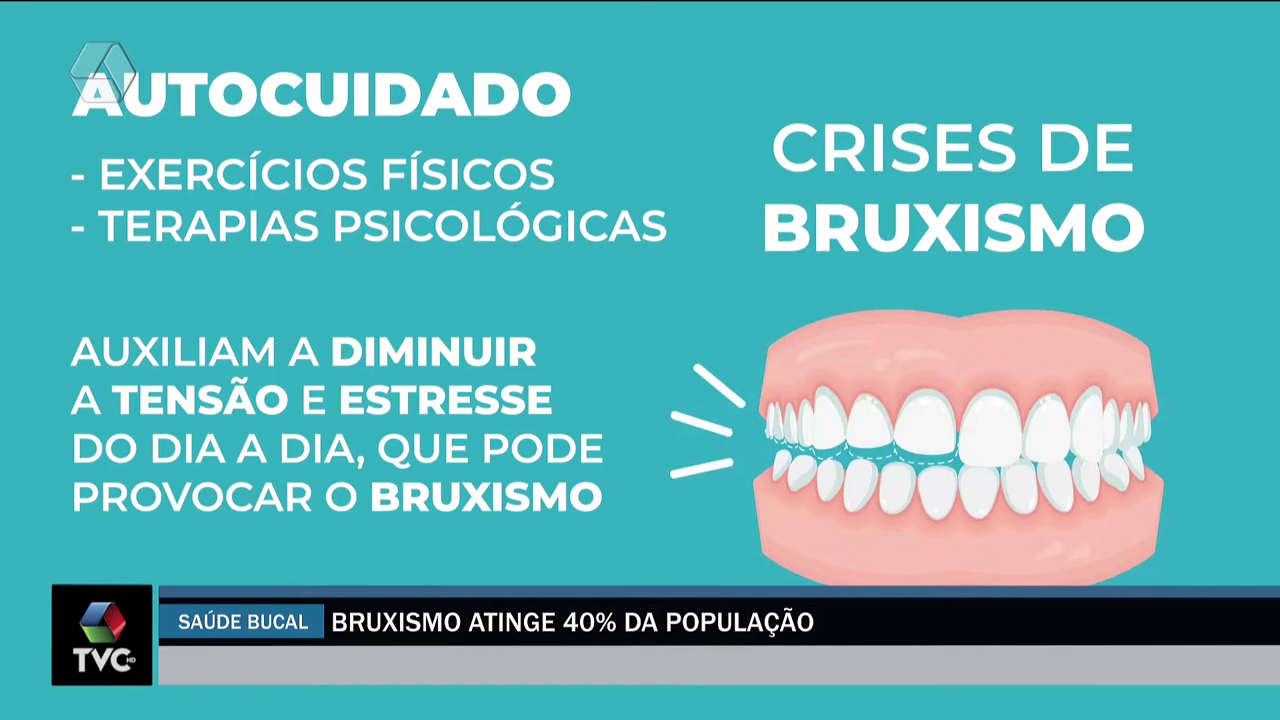 AUTOCUIDADO
- EXERCÍCIOS FÍSICOS
- TERAPIAS PSICOLÓGICAS
AUXILIAM A DIMINUIR
A TENSÃO E ESTRESSE
DO DIA A DIA, QUE PODE
PROVOCAR O BRUXISMO
CRISES DE
BRUXISMO
SAÚDE BUCAL
BRUXISMO ATINGE 40% DA POPULAÇÃO
TVC HD